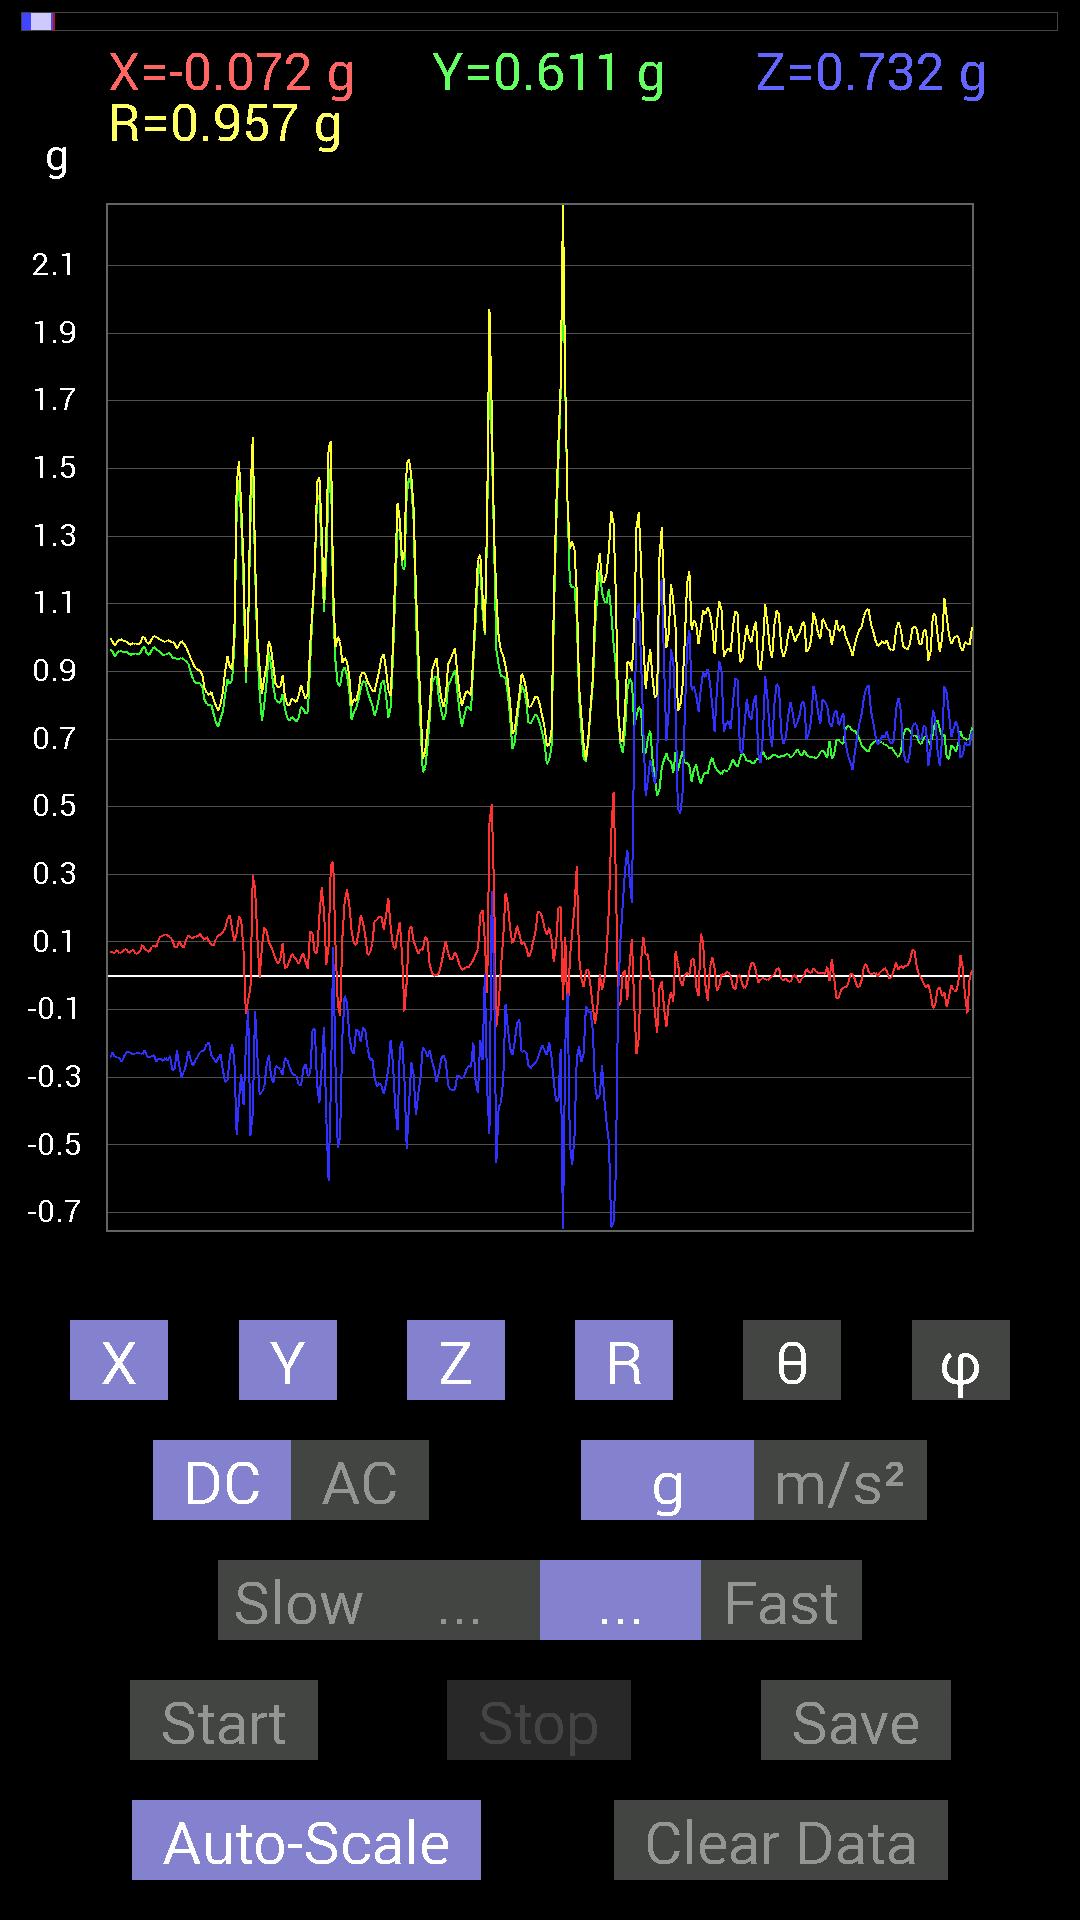 X=-0.072 g Y=0.611 g Z=0.732 g
R=0.957 g
g
2.1
1.9
1.7
1.5
1.3
1.1
0.9
0.7
0.5
0.3
0.1
-0.1
-0.3
-0.5
-0.7
X Y Z R θ φ
DC AC g m/s²
Slow ... ... Fast
Start Stop Save
Auto-Scale Clear Data